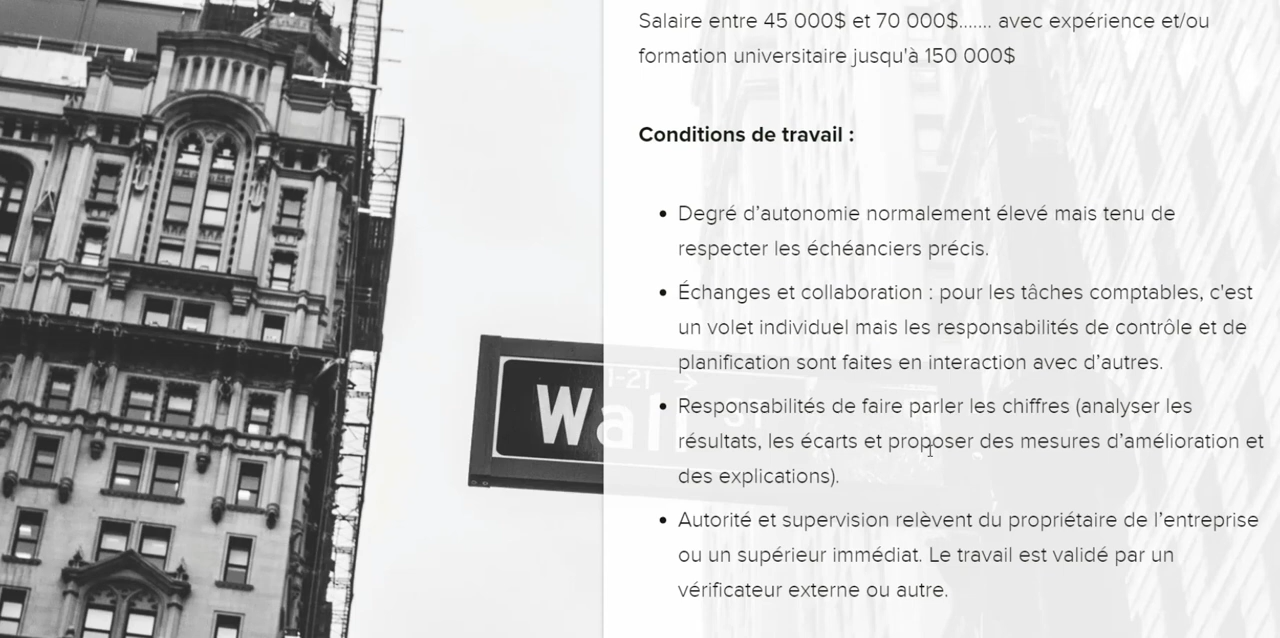 Salaire entre 45 000$ et 70 000$....... avec expérience et/ou
formation universitaire jusqu'à 150 000$
Conditions de travail :
• Degré d’autonomie normalement élevé mais tenu de
respecter les échéanciers précis.
• Échanges et collaboration : pour les tâches comptables, c'est
un volet individuel mais les responsabilités de contrôle et de
planification sont faites en interaction avec d’autres.
• Responsabilités de faire parler les chiffres (analyser les
résultats, les écarts et proposer des mesures d’amélioration et
des explications).
• Autorité et supervision relèvent du propriétaire de l’entreprise
ou un supérieur immédiat. Le travail est validé par un
vérificateur externe ou autre.
1-21 →
Wall ST